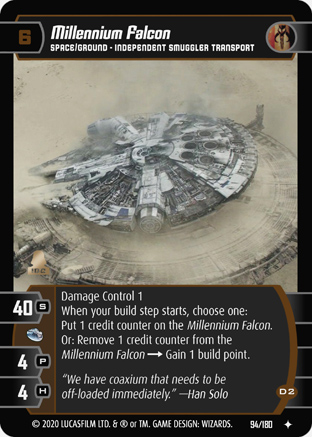 6
Millennium Falcon
SPACE/GROUND - INDEPENDENT SMUGGLER TRANSPORT
40 S
4 P
4 H
Damage Control 1
When your build step starts, choose one:
Put 1 credit counter on the Millennium Falcon.
Or: Remove 1 credit counter from the
Millennium Falcon → Gain 1 build point.
“We have coaxium that needs to be
off-loaded immediately.” —Han Solo
D2
© 2020 LUCASFILM LTD. & ® or TM. GAME DESIGN: WIZARDS.
94/180